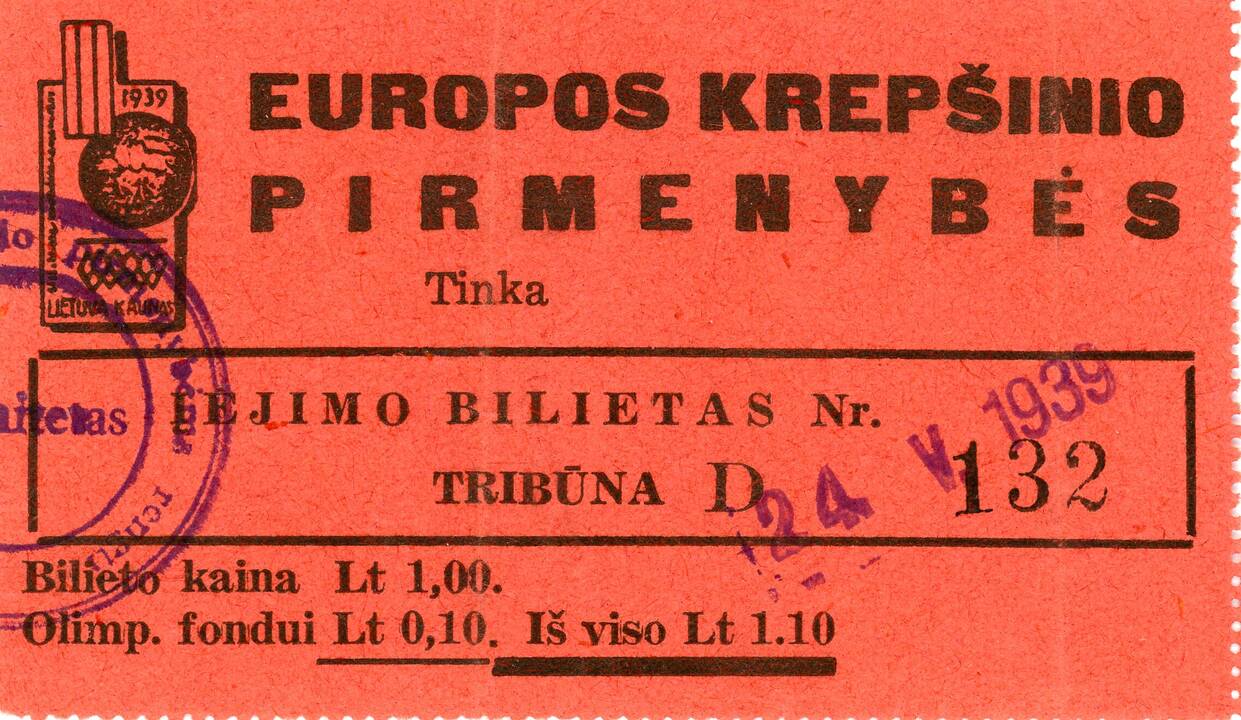 1939
EUROPOS KREPŠINIO
PIRMENYBĖS
LIETUVA KAUNAS
Tinka
ĮĖJIMO BILIETAS Nr. 132
TRIBŪNA D
24 V 1939
Bilieto kaina Lt 1,00.
Olimp. fondui Lt 0,10. Iš viso Lt 1.10